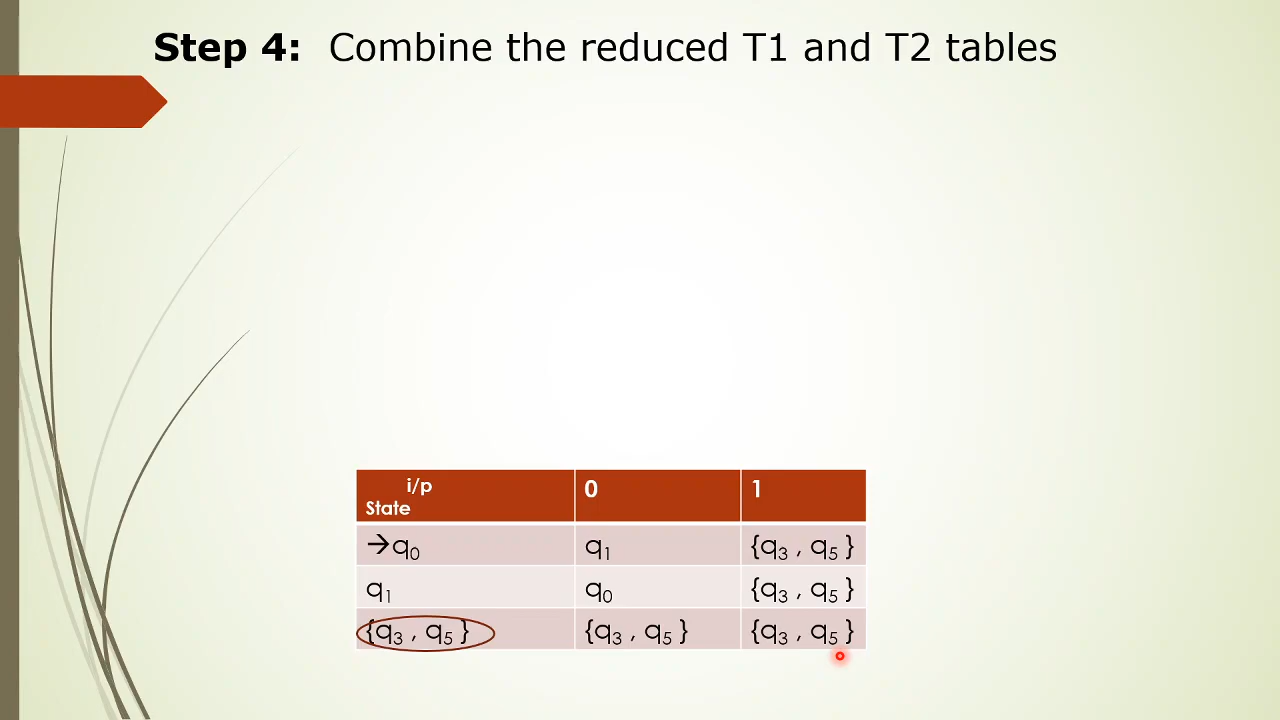 Step 4: Combine the reduced T1 and T2 tables
i/p
State 0 1
→q₀ q₁ {q₃ , q₅ }
q₁ q₀ {q₃ , q₅ }
{q₃ , q₅ } {q₃ , q₅ } {q₃ , q₅ }